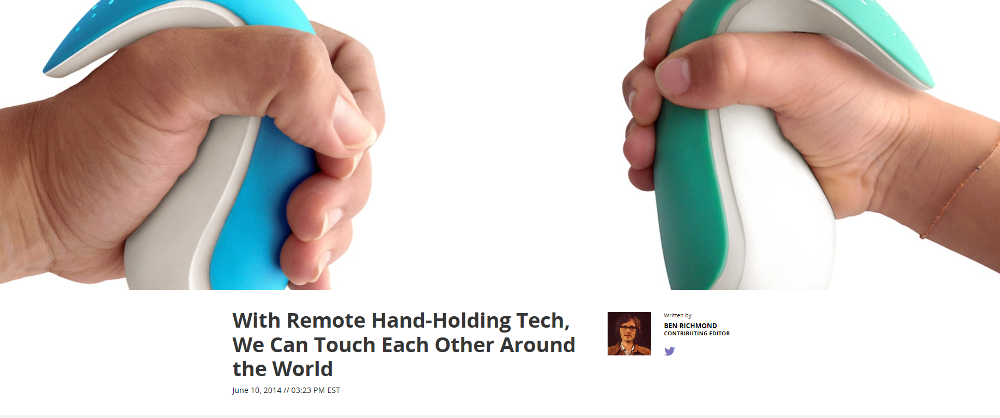 With Remote Hand-Holding Tech,
We Can Touch Each Other Around
the World
June 10, 2014 // 03:23 PM EST
Written by
BEN RICHMOND
CONTRIBUTING EDITOR